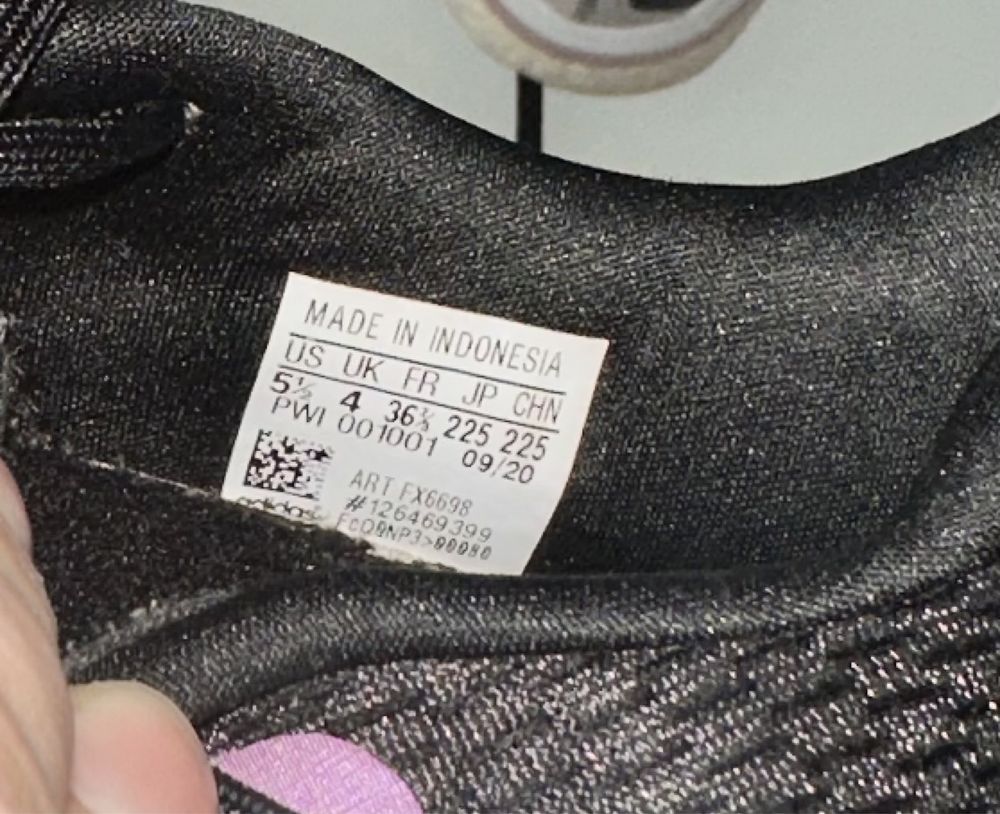 MADE IN INDONESIA
US UK FR JP CHN
5½ 4 36⅔ 225 225
PWI 001001 09/20
ART FX6698
#126469399
adidas